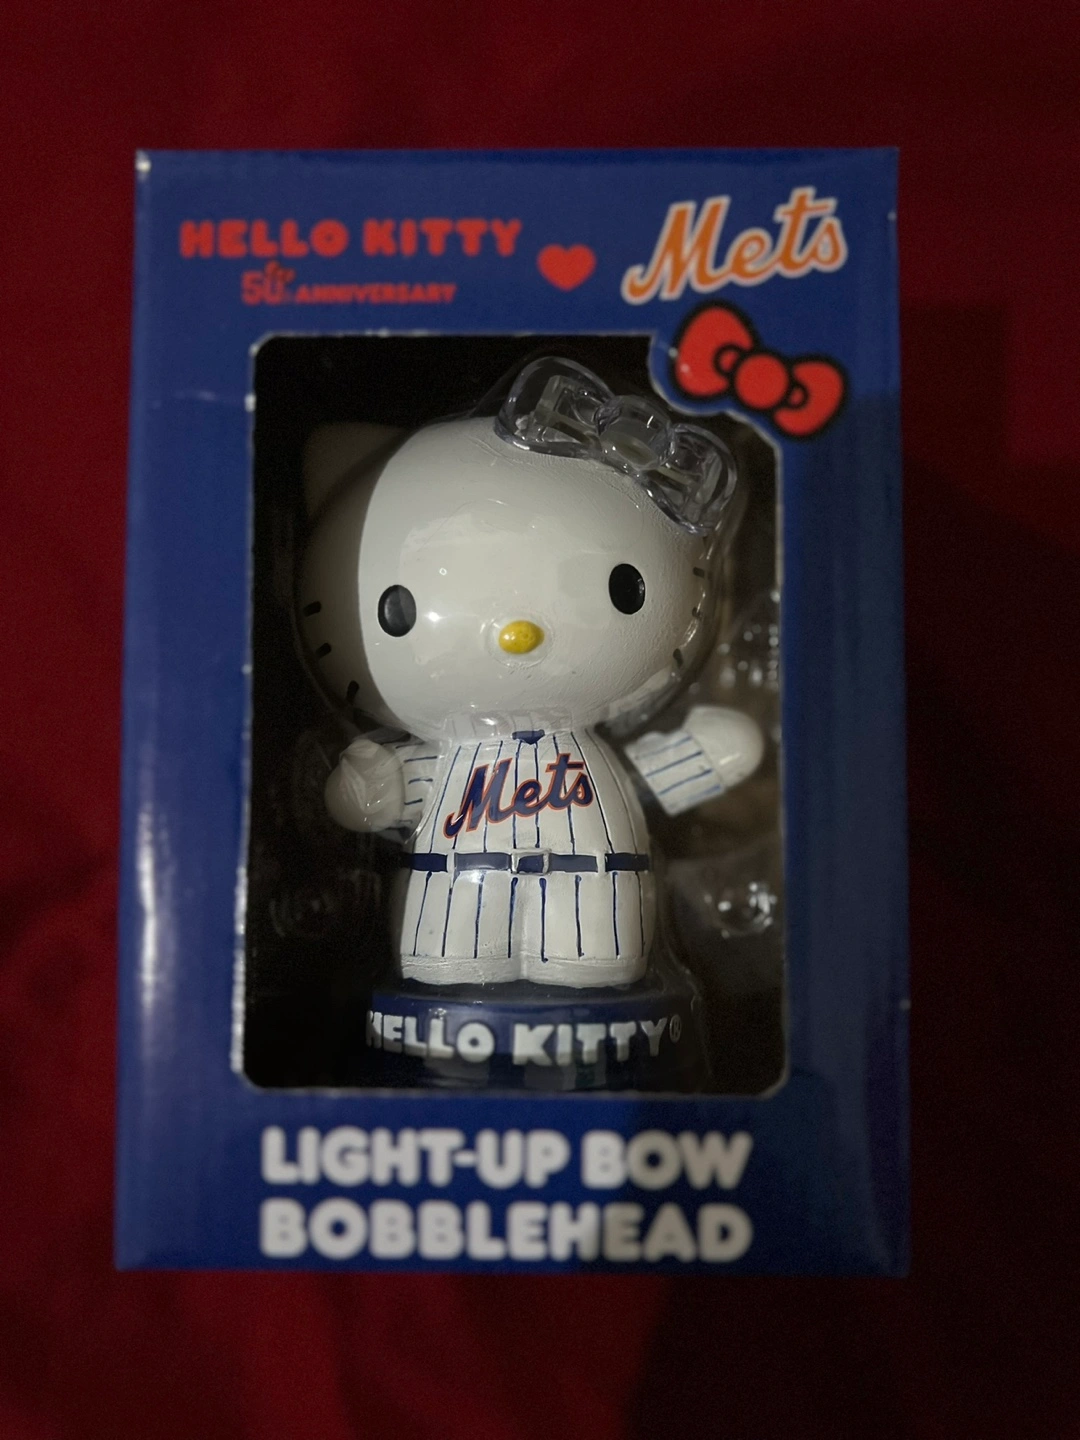 HELLO KITTY
50th ANNIVERSARY
Mets
Mets
HELLO KITTY®
LIGHT-UP BOW
BOBBLEHEAD